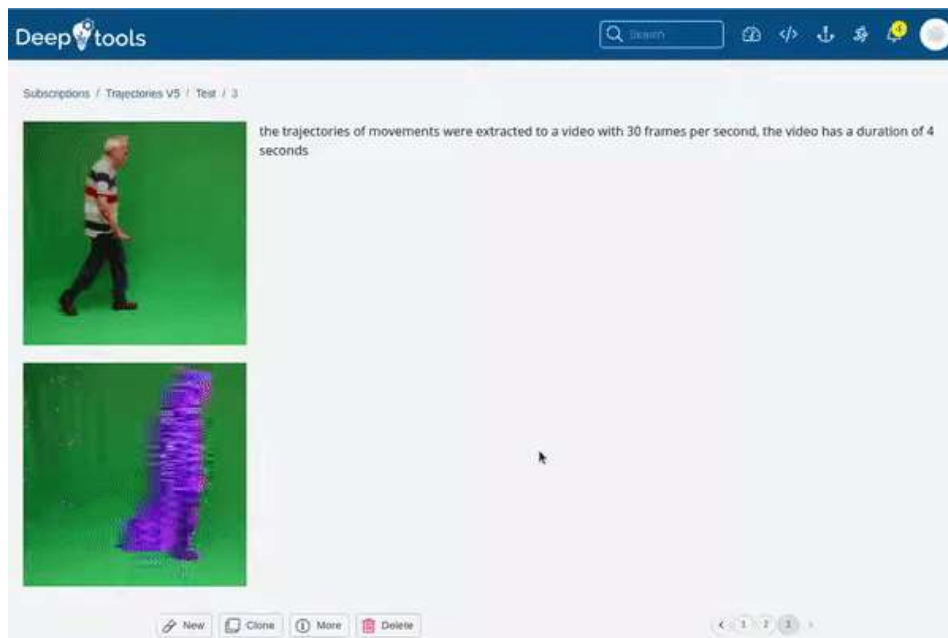 Deep tools
Search
4
Subscriptions / Trajectories V5 / Test / 3
the trajectories of movements were extracted to a video with 30 frames per second, the video has a duration of 4
seconds
New Clone More Delete
1 2 3